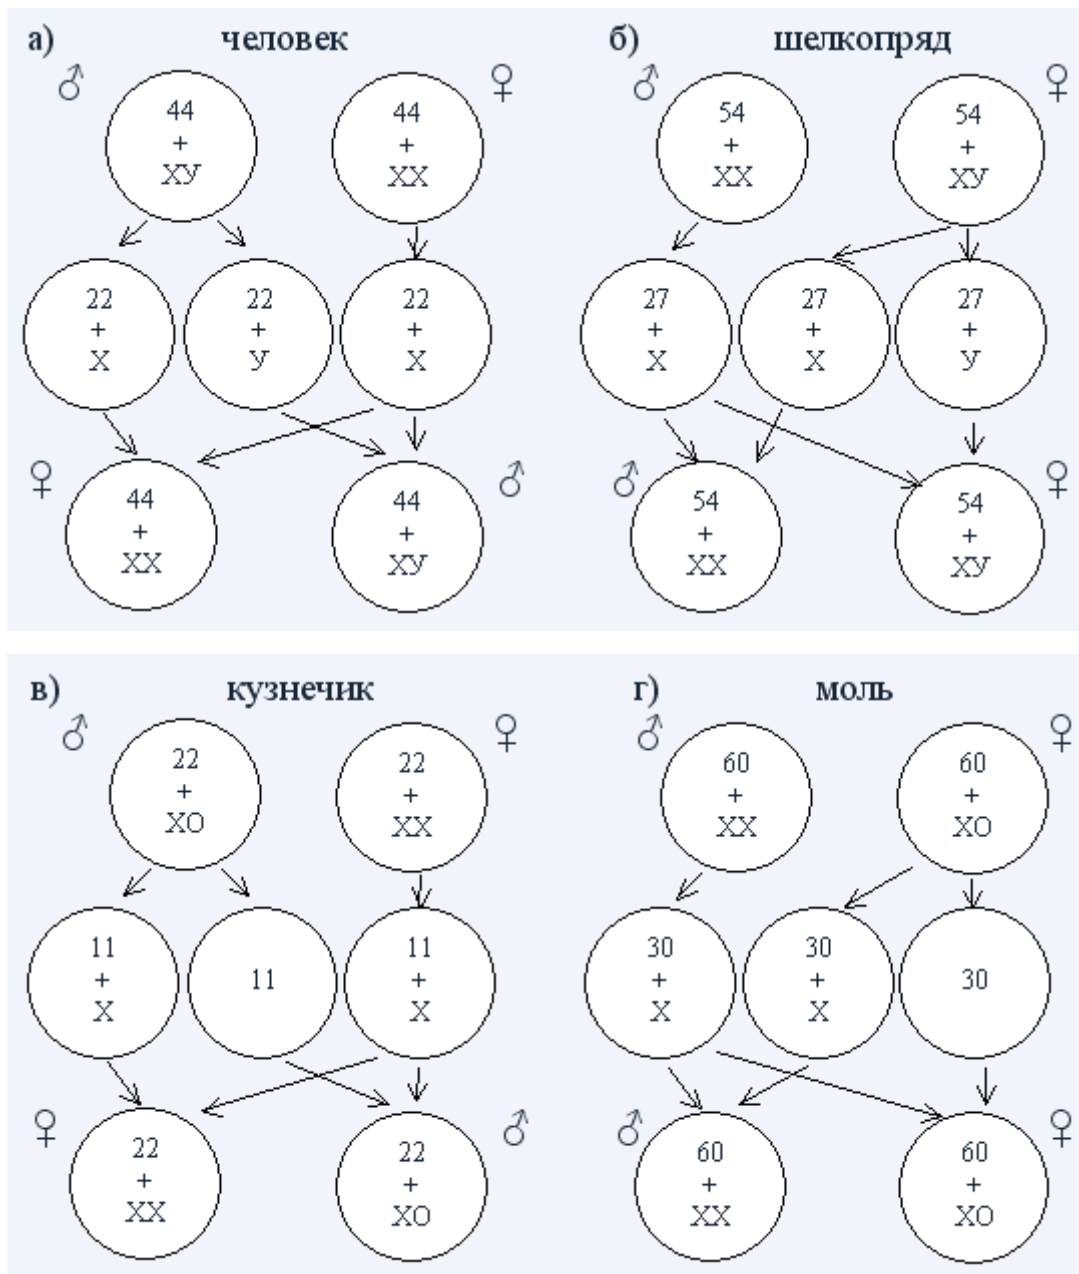 а) человек
б) шелкопряд
♂ ♀ ♂ ♀
44 + ХУ
44 + ХХ
54 + ХХ
54 + ХУ
22 + Х
22 + У
22 + Х
27 + Х
27 + Х
27 + У
♀ ♂ ♂ ♀
44 + ХХ
44 + ХУ
54 + ХХ
54 + ХУ
в) кузнечик
г) моль
♂ ♀ ♂ ♀
22 + ХО
22 + ХХ
60 + ХХ
60 + ХО
11 + Х
11
11 + Х
30 + Х
30 + Х
30
♀ ♂ ♂ ♀
22 + ХХ
22 + ХО
60 + ХХ
60 + ХО